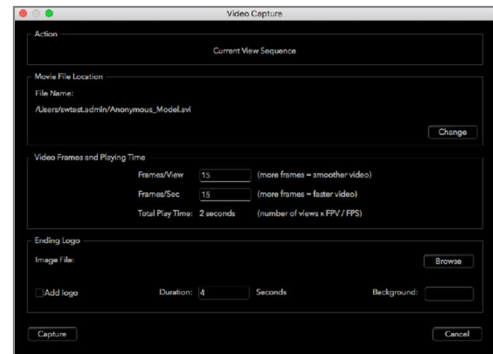 Video Capture
Action
Current View Sequence
Movie File Location
File Name:
/Users/swtest.admin/Anonymous_Model.avi
Change
Video Frames and Playing Time
Frames/View 15 (more frames = smoother video)
Frames/Sec 15 (more frames = faster video)
Total Play Time: 2 seconds (number of views x FPV / FPS)
Ending Logo
Image File:
Browse
Add logo Duration: 4 Seconds Background:
Capture Cancel